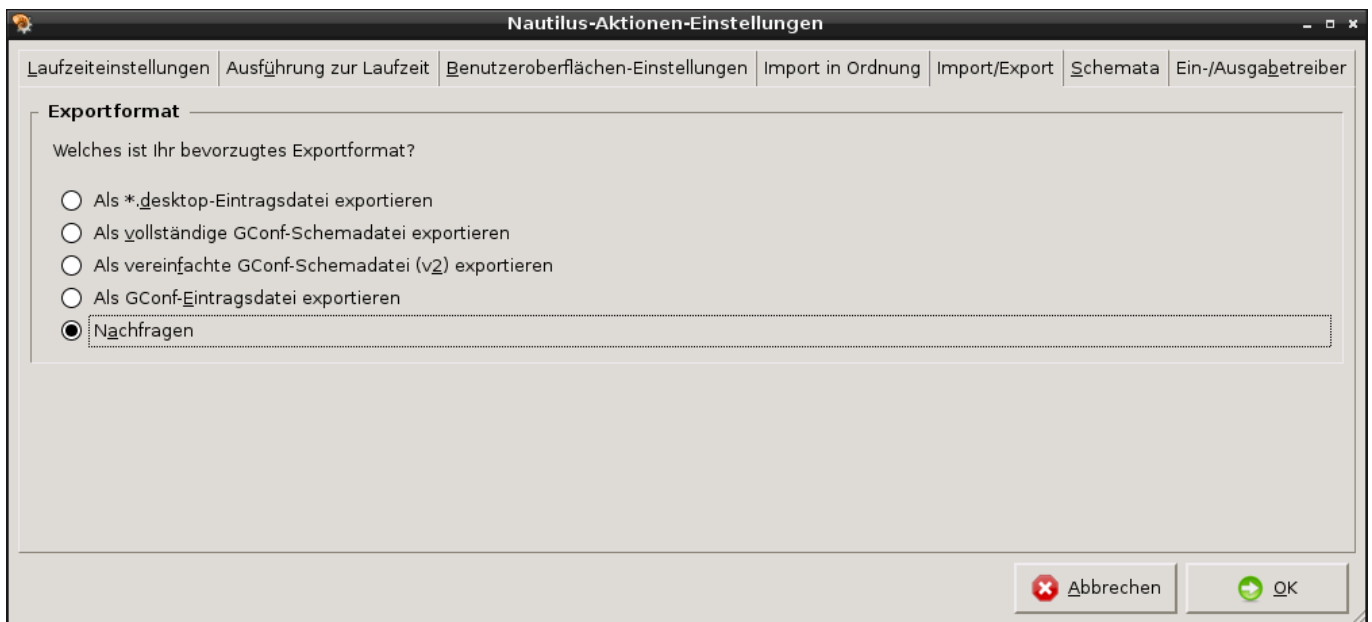 Nautilus-Aktionen-Einstellungen
Laufzeiteinstellungen Ausführung zur Laufzeit Benutzeroberflächen-Einstellungen Import in Ordnung Import/Export Schemata Ein-/Ausgabetreiber
Exportformat
Welches ist Ihr bevorzugtes Exportformat?
Als *.desktop-Eintragsdatei exportieren
Als vollständige GConf-Schemadatei exportieren
Als vereinfachte GConf-Schemadatei (v2) exportieren
Als GConf-Eintragsdatei exportieren
Nachfragen
Abbrechen OK